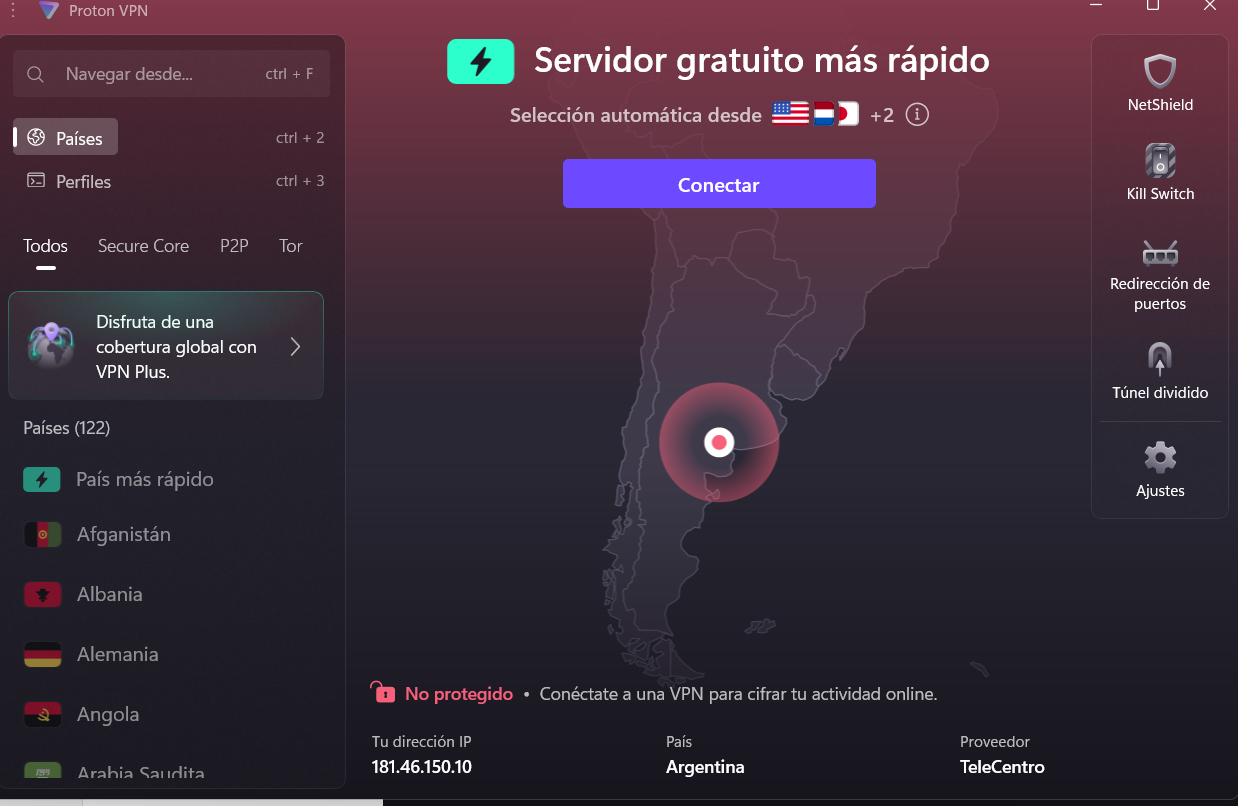 Proton VPN
Navegar desde...
ctrl + F
Países
ctrl + 2
Perfiles
ctrl + 3
Todos
Secure Core
P2P
Tor
Disfruta de una
cobertura global con
VPN Plus.
Países (122)
País más rápido
Afganistán
Albania
Alemania
Angola
Arabia Saudita
Servidor gratuito más rápido
Selección automática desde
+2
Conectar
No protegido • Conéctate a una VPN para cifrar tu actividad online.
Tu dirección IP
181.46.150.10
País
Argentina
Proveedor
TeleCentro
NetShield
Kill Switch
Redirección de
puertos
Túnel dividido
Ajustes